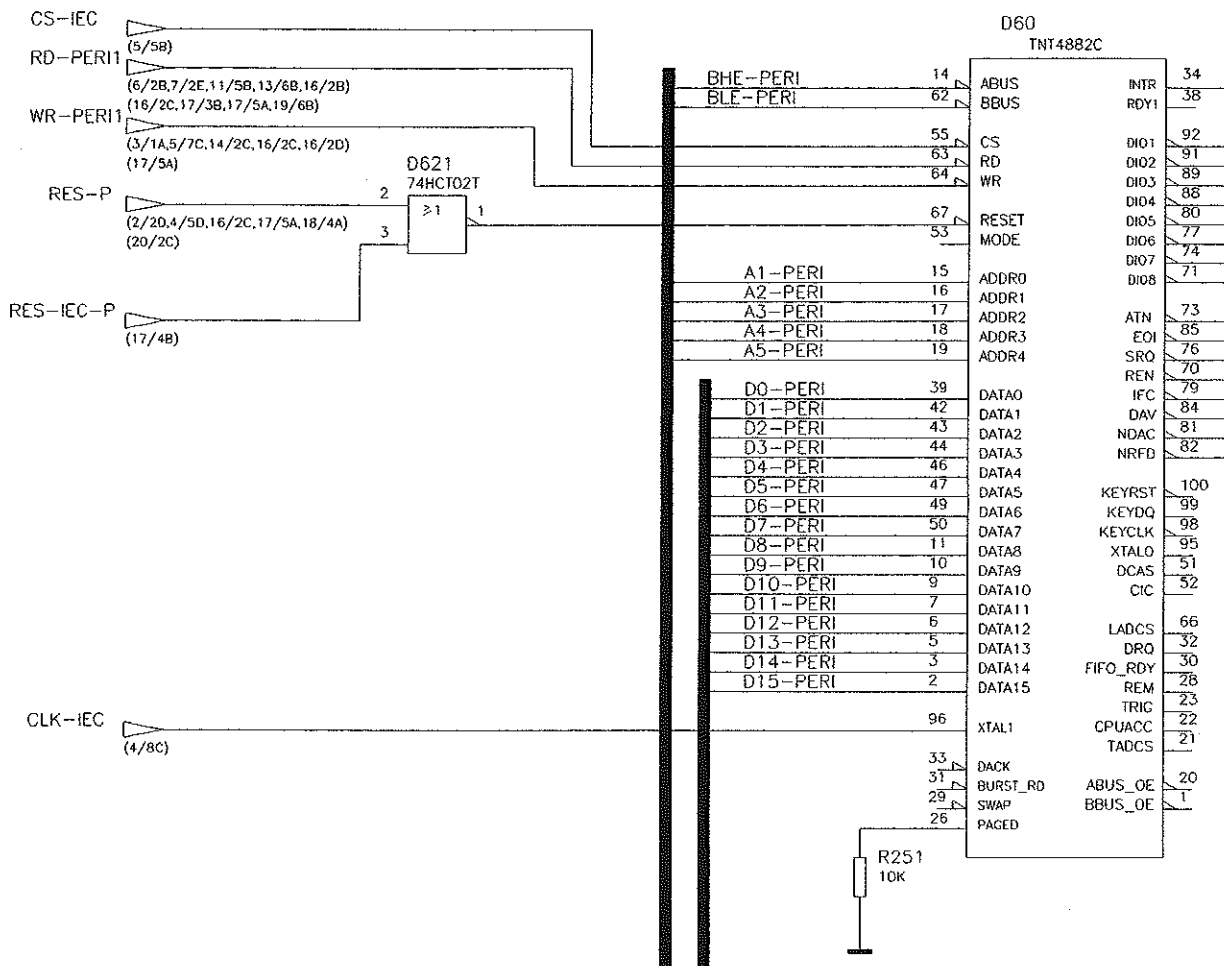 CS-IEC
(5/5B)
RD-PERI1
(6/2B,7/2E,11/5B,13/6B,16/2B)
(16/2C,17/3B,17/5A,19/6B)
WR-PERI1
(3/1A,5/7C,14/2C,16/2C,16/2D)
(17/5A)
RES-P
(2/2D,4/5D,16/2C,17/5A,18/4A)
(20/2C)
RES-IEC-P
(17/4B)
D621
74HCT02T
2
≥1
1
3
CLK-IEC
(4/8C)
D60
TNT4882C
BHE-PERI 14 ABUS
BLE-PERI 62 BBUS
55 CS
63 RD
64 WR
67 RESET
53 MODE
A1-PERI 15 ADDR0
A2-PERI 16 ADDR1
A3-PERI 17 ADDR2
A4-PERI 18 ADDR3
A5-PERI 19 ADDR4
D0-PERI 39 DATA0
D1-PERI 42 DATA1
D2-PERI 43 DATA2
D3-PERI 44 DATA3
D4-PERI 46 DATA4
D5-PERI 47 DATA5
D6-PERI 49 DATA6
D7-PERI 50 DATA7
D8-PERI 11 DATA8
D9-PERI 10 DATA9
D10-PERI 9 DATA10
D11-PERI 7 DATA11
D12-PERI 6 DATA12
D13-PERI 5 DATA13
D14-PERI 3 DATA14
D15-PERI 2 DATA15
96 XTAL1
33 DACK
31 BURST_RD
29 SWAP
26 PAGED
R251
10K
INTR 34
RDY1 38
DIO1 92
DIO2 91
DIO3 89
DIO4 88
DIO5 80
DIO6 77
DIO7 74
DIO8 71
ATN 73
EOI 85
SRQ 76
REN 70
IFC 79
DAV 84
NDAC 81
NRFD 82
KEYRST 100
KEYDQ 99
KEYCLK 98
XTALO 95
DCAS 51
CIC 52
LADCS 66
DRQ 32
FIFO_RDY 30
REM 28
TRIG 23
CPUACC 22
TADCS 21
ABUS_OE 20
BBUS_OE 1